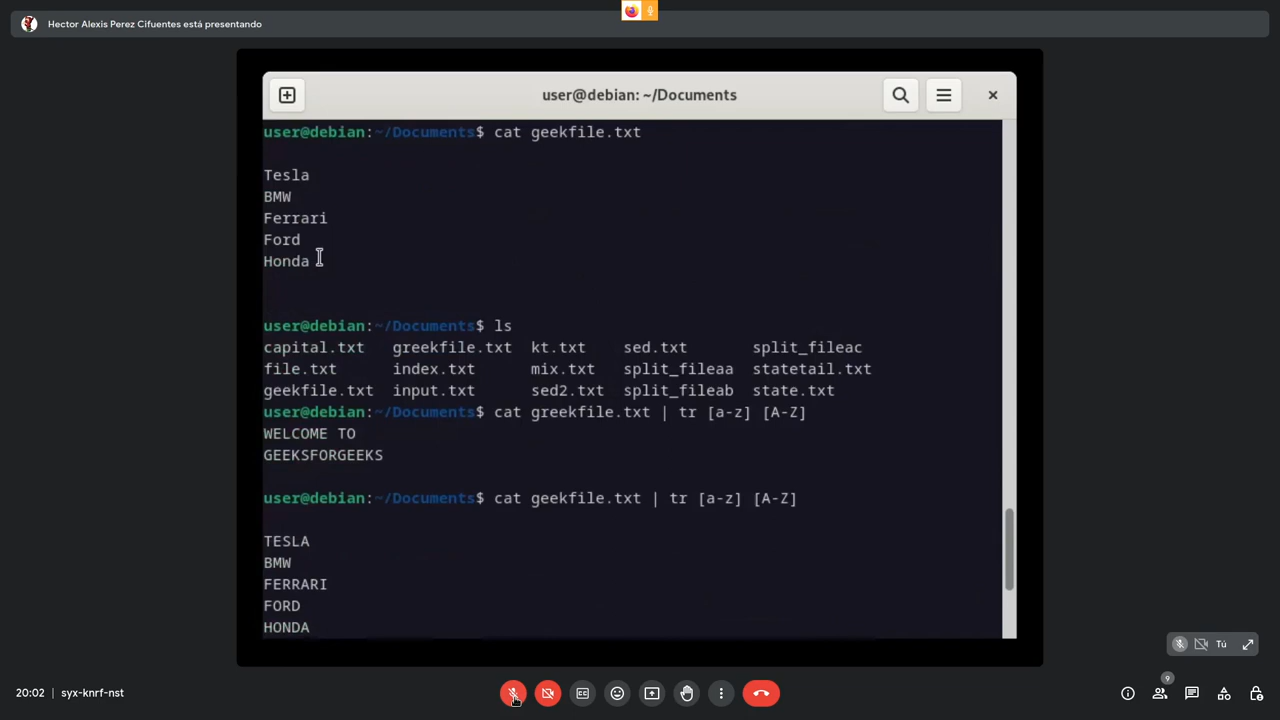 Hector Alexis Perez Cifuentes está presentando
user@debian: ~/Documents
user@debian:~/Documents$ cat geekfile.txt
Tesla
BMW
Ferrari
Ford
Honda
user@debian:~/Documents$ ls
capital.txt greekfile.txt kt.txt sed.txt split_fileac
file.txt index.txt mix.txt split_fileaa statetail.txt
geekfile.txt input.txt sed2.txt split_fileab state.txt
user@debian:~/Documents$ cat greekfile.txt | tr [a-z] [A-Z]
WELCOME TO
GEEKSFORGEEKS
user@debian:~/Documents$ cat geekfile.txt | tr [a-z] [A-Z]
TESLA
BMW
FERRARI
FORD
HONDA
Tú
20:02 | syx-knrf-nst
9